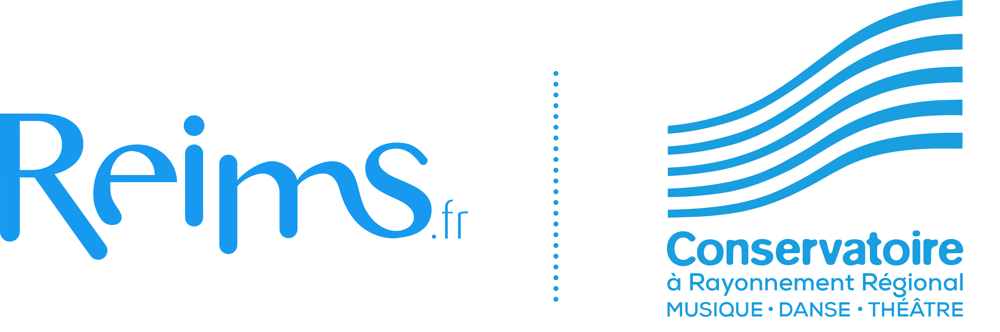 Reims.fr
Conservatoire
à Rayonnement Régional
MUSIQUE • DANSE • THÉÂTRE